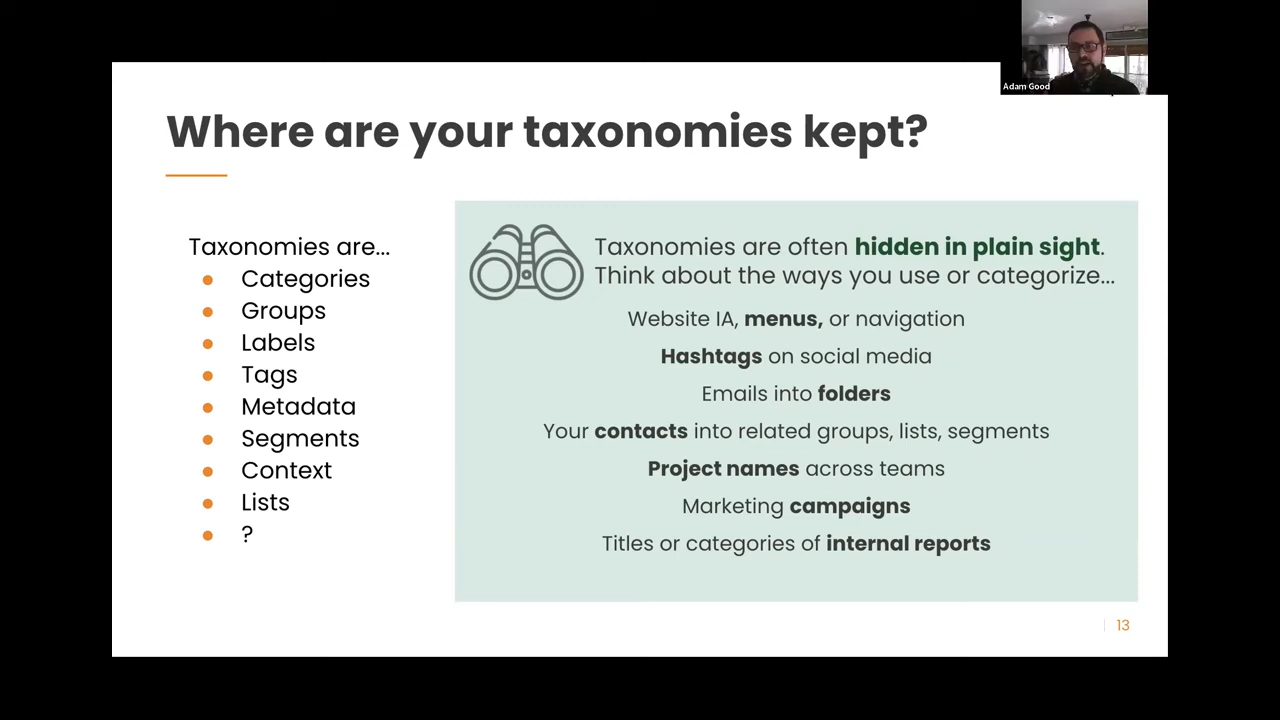 Adam Good
Where are your taxonomies kept?
Taxonomies are...
● Categories
● Groups
● Labels
● Tags
● Metadata
● Segments
● Context
● Lists
● ?
Taxonomies are often hidden in plain sight.
Think about the ways you use or categorize...
Website IA, menus, or navigation
Hashtags on social media
Emails into folders
Your contacts into related groups, lists, segments
Project names across teams
Marketing campaigns
Titles or categories of internal reports
13